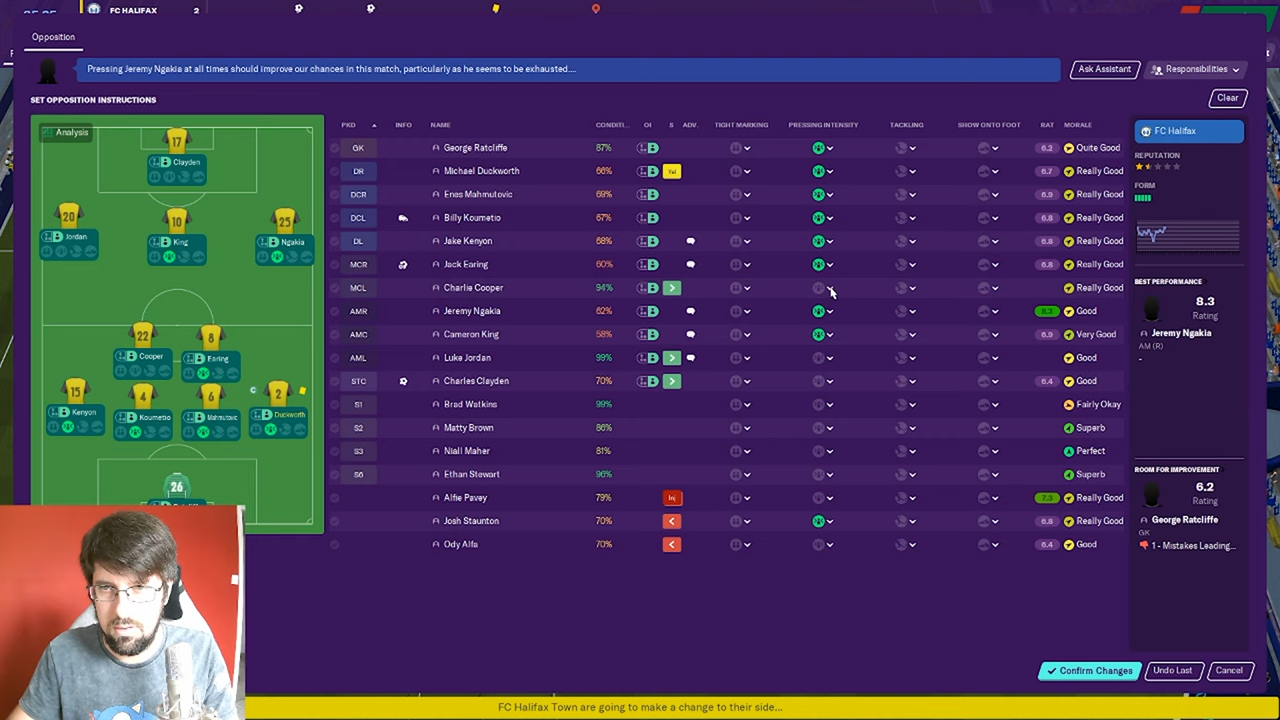 FC HALIFAX 2
Opposition
Pressing Jeremy Ngakia at all times should improve our chances in this match, particularly as he seems to be exhausted....
Ask Assistant
Responsibilities
SET OPPOSITION INSTRUCTIONS
Clear
Analysis
17
Clayden
20
Jordan
10
King
25
Ngakia
22
Cooper
8
Earing
15
Kenyon
4
Koumetio
6
Mahmutovic
C
2
Duckworth
26
PKD INFO NAME CONDITI... OI S ADV. TIGHT MARKING PRESSING INTENSITY TACKLING SHOW ONTO FOOT RAT MORALE
GK George Ratcliffe 87% 6.2 Quite Good
DR Michael Duckworth 66% Yel 6.7 Really Good
DCR Enes Mahmutovic 69% 6.9 Really Good
DCL Billy Koumetio 67% 6.8 Really Good
DL Jake Kenyon 68% 6.8 Really Good
MCR Jack Earing 60% 6.8 Really Good
MCL Charlie Cooper 94% Really Good
AMR Jeremy Ngakia 62% 8.3 Good
AMC Cameron King 58% 6.9 Very Good
AML Luke Jordan 99% Good
STC Charles Clayden 70% 6.4 Good
S1 Brad Watkins 99% Fairly Okay
S2 Matty Brown 86% Superb
S3 Niall Maher 81% Perfect
S6 Ethan Stewart 96% Superb
Alfie Pavey 79% Inj 7.3 Really Good
Josh Staunton 70% 6.8 Really Good
Ody Alfa 70% 6.4 Good
FC Halifax
REPUTATION
FORM
BEST PERFORMANCE
8.3
Rating
Jeremy Ngakia
AM (R)
-
ROOM FOR IMPROVEMENT
6.2
Rating
George Ratcliffe
GK
1 - Mistakes Leading...
Confirm Changes
Undo Last
Cancel
FC Halifax Town are going to make a change to their side...